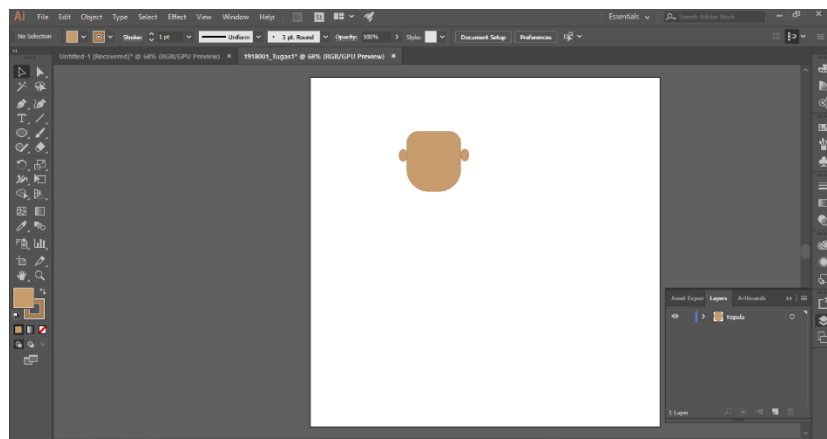 Ai File Edit Object Type Select Effect View Window Help Br St Essentials Search Adobe Stock
No Selection Stroke: 1 pt Uniform 3 pt. Round Opacity: 100% Style: Document Setup Preferences
Untitled-1 [Recovered]* @ 68% (RGB/GPU Preview) × 1918001_Tugas1* @ 68% (RGB/GPU Preview) ×
Asset Export Layers Artboards
Kepala
1 Layer